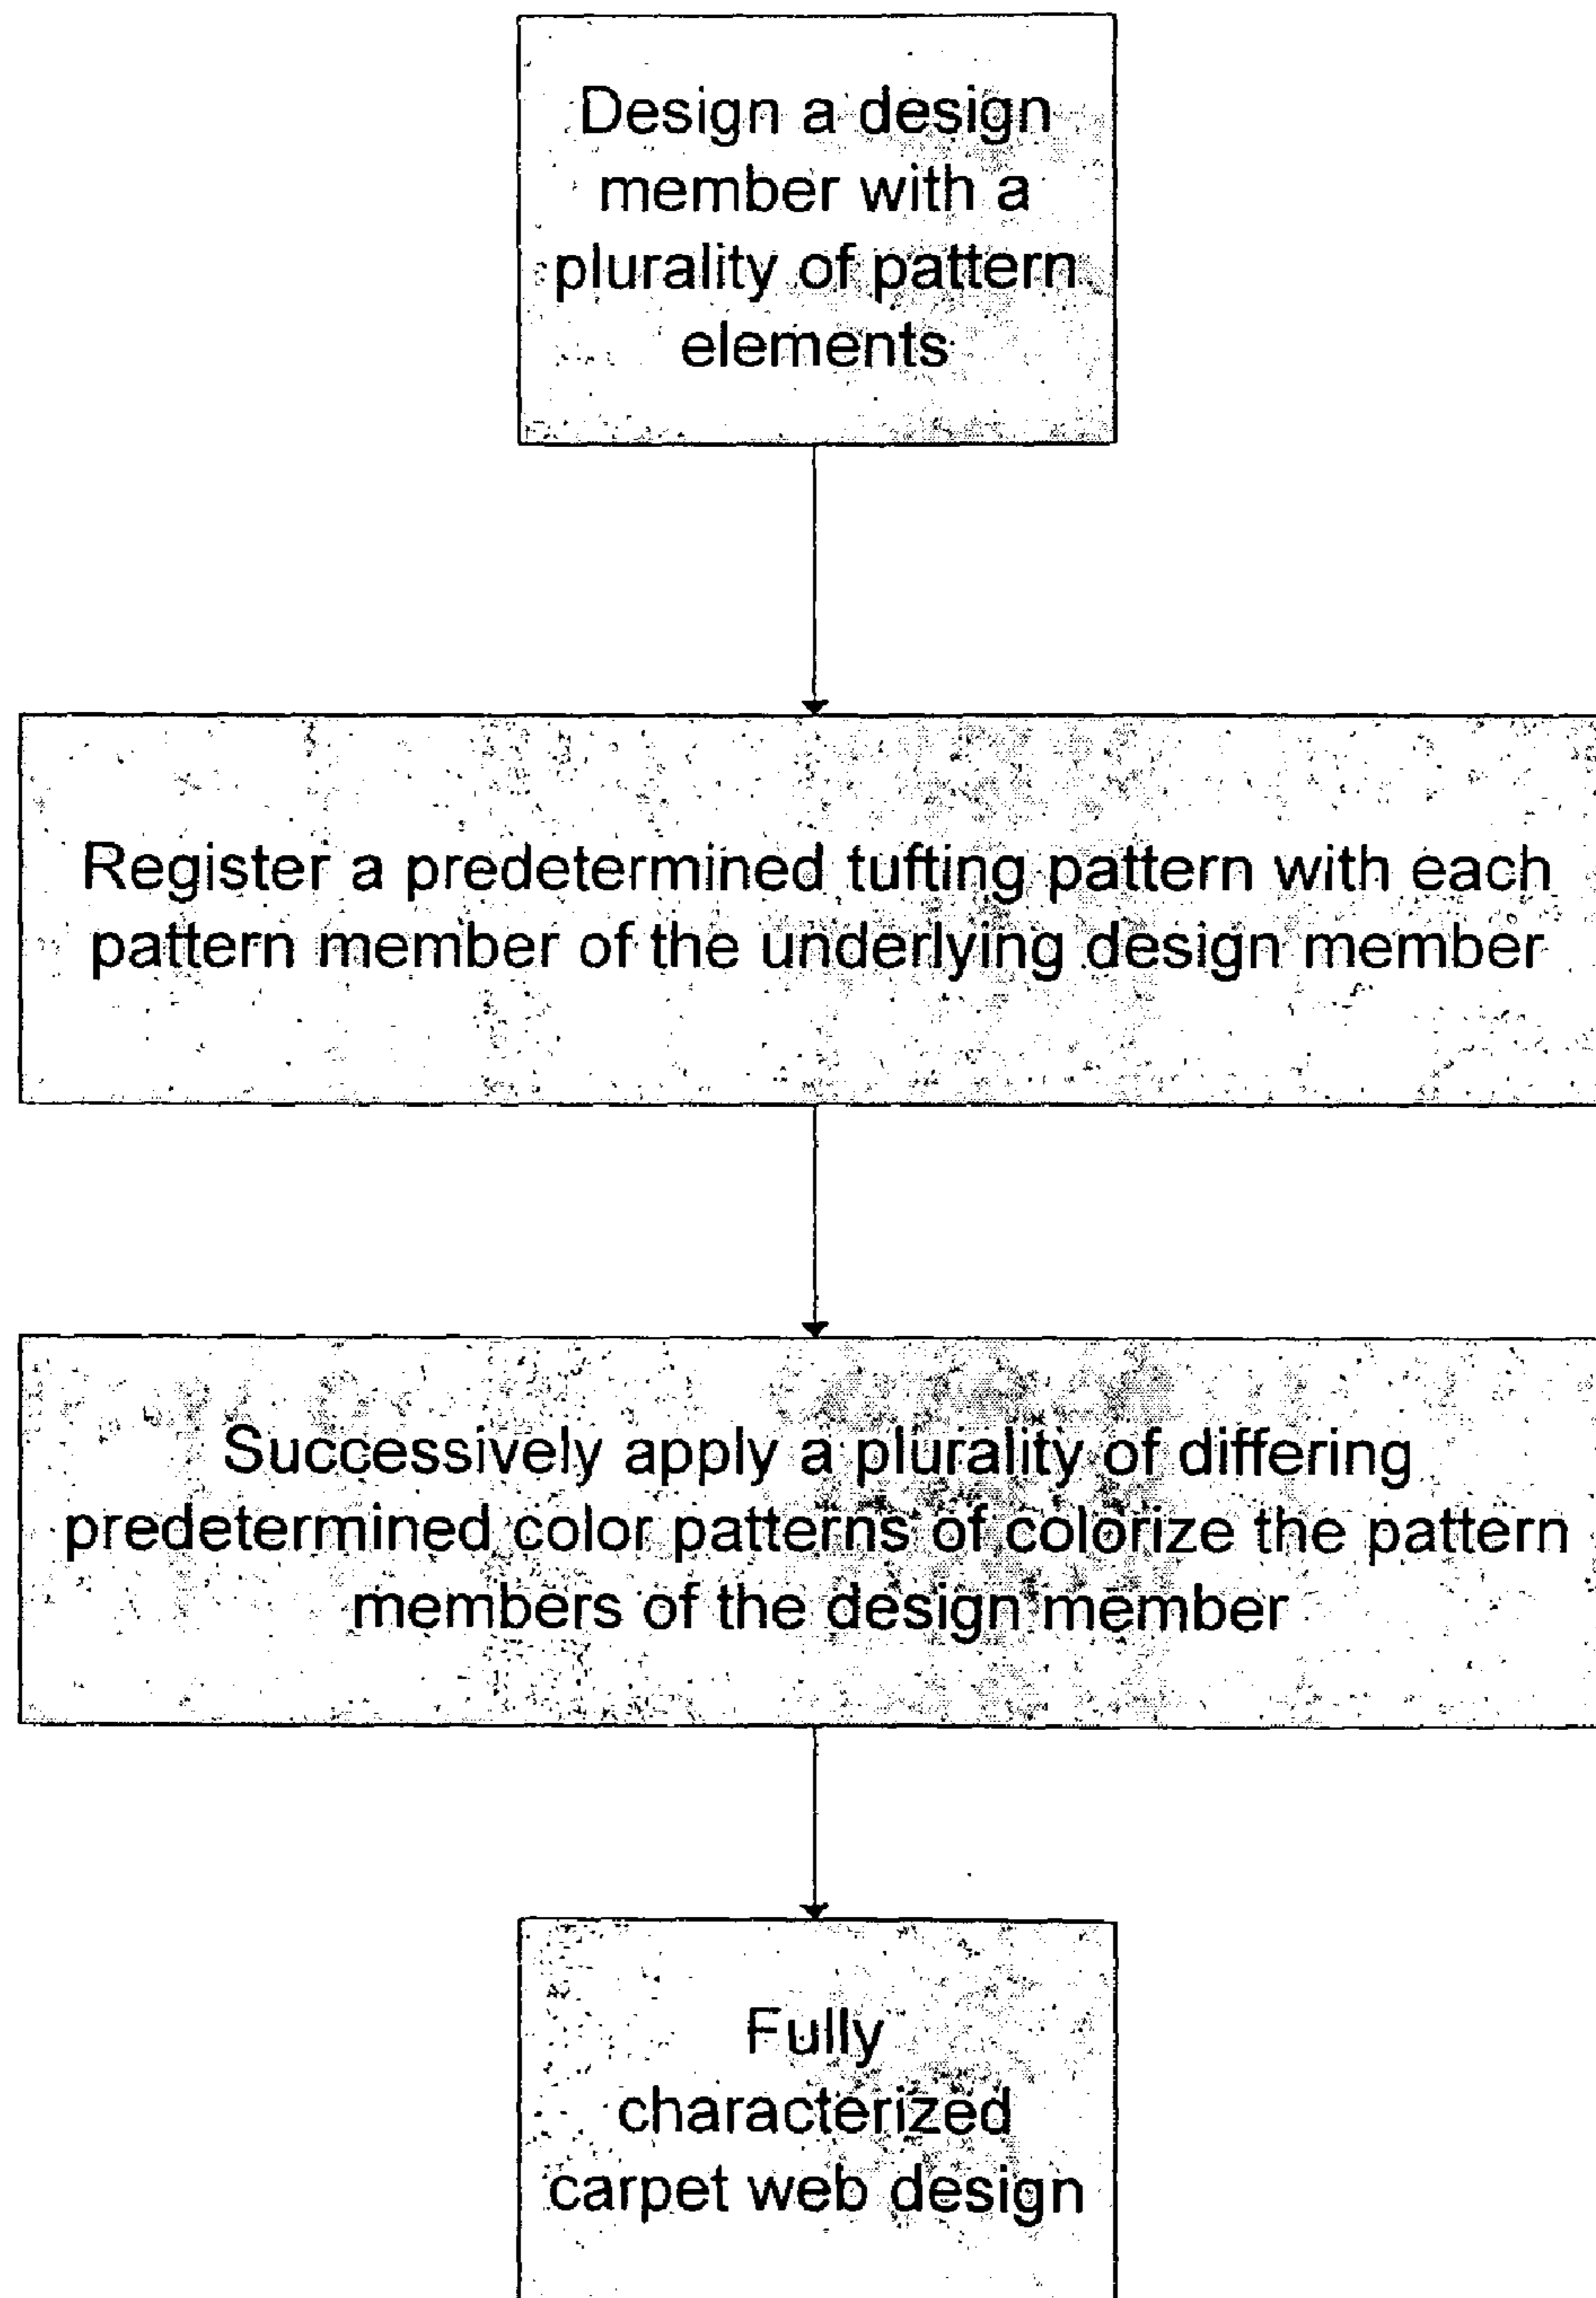 Design a design
member with a
plurality of pattern
elements
Register a predetermined tufting pattern with each
pattern member of the underlying design member
Successively apply a plurality of differing
predetermined color patterns of colorize the pattern
members of the design member
Fully
characterized
carpet web design